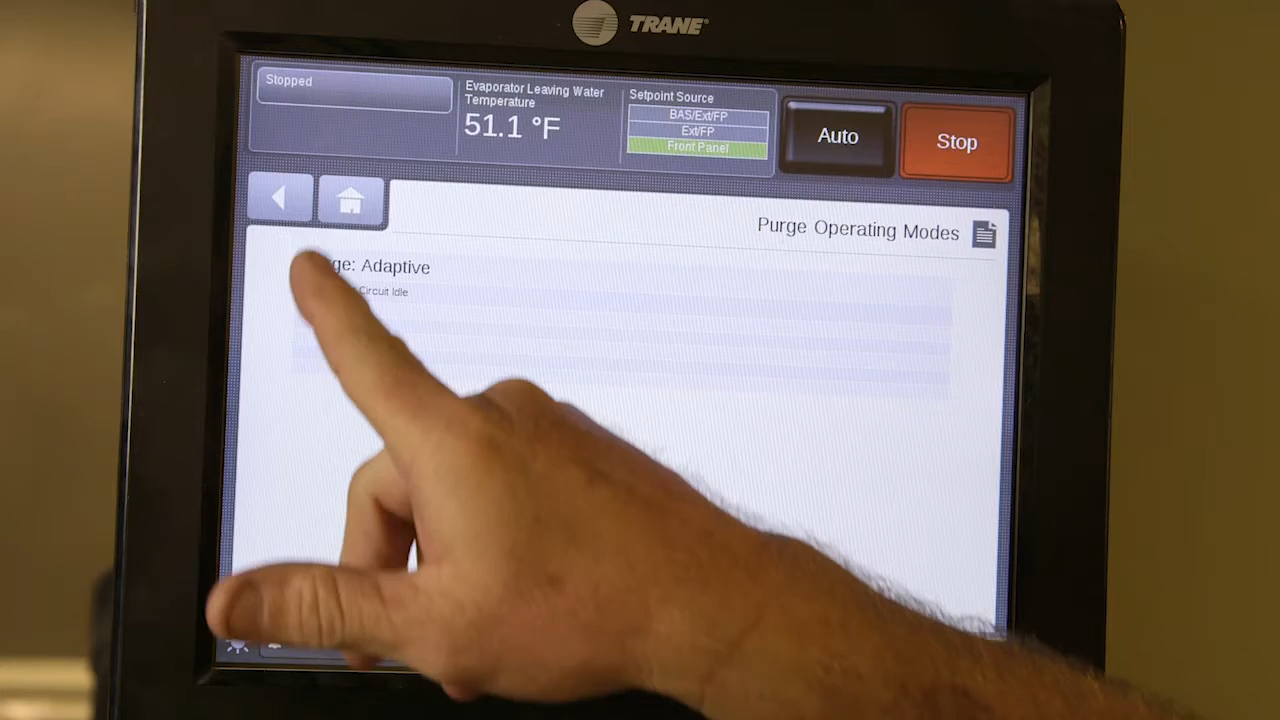 TRANE
Stopped
Evaporator Leaving Water
Temperature
51.1 °F
Setpoint Source
BAS/Ext/FP
Ext/FP
Front Panel
Auto
Stop
Purge Operating Modes
Adaptive
Circuit Idle